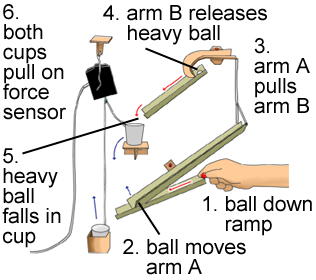 6.
both
cups
pull on
force
sensor
4. arm B releases
heavy ball
3.
arm A
pulls
arm B
5.
heavy
ball
falls in
cup
1. ball down
ramp
2. ball moves
arm A